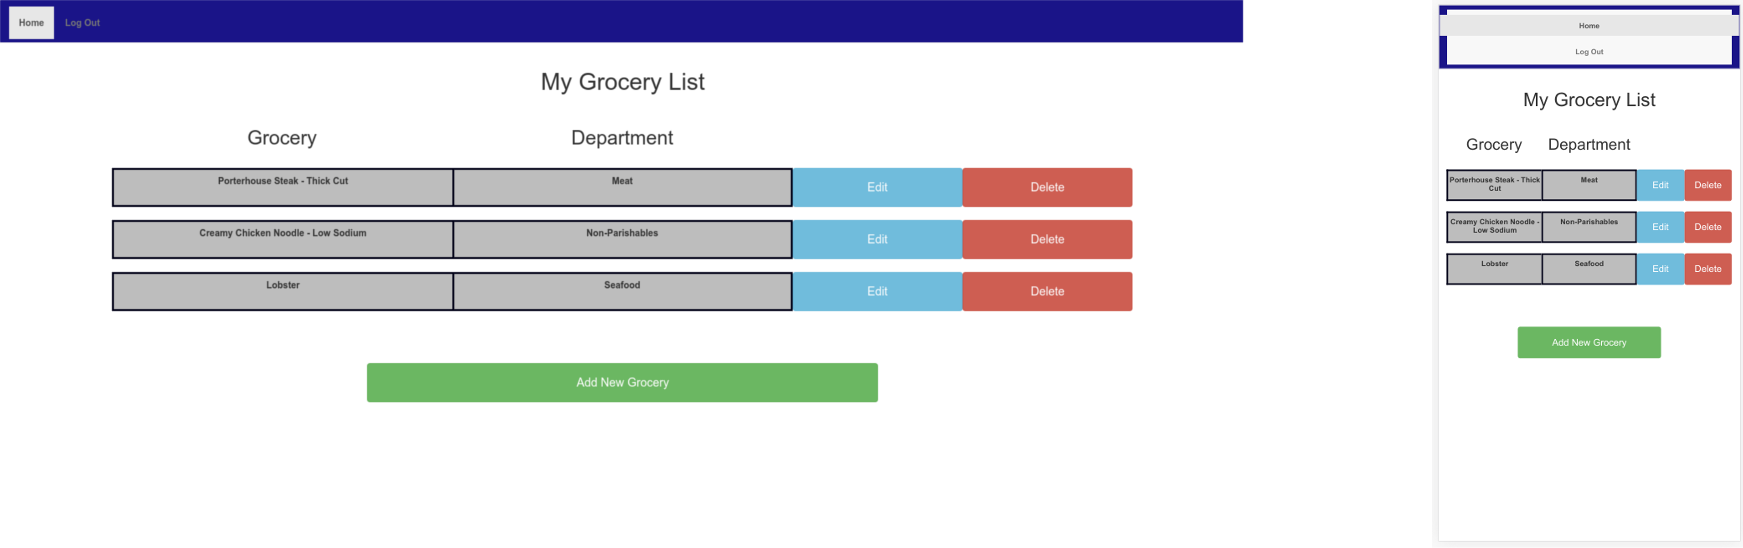 Home Log Out
My Grocery List
Grocery Department
Porterhouse Steak - Thick Cut Meat Edit Delete
Creamy Chicken Noodle - Low Sodium Non-Parishables Edit Delete
Lobster Seafood Edit Delete
Add New Grocery
Home
Log Out
My Grocery List
Grocery Department
Porterhouse Steak - Thick Meat Edit Delete
Cut
Creamy Chicken Noodle - Non-Parishables Edit Delete
Low Sodium
Lobster Seafood Edit Delete
Add New Grocery